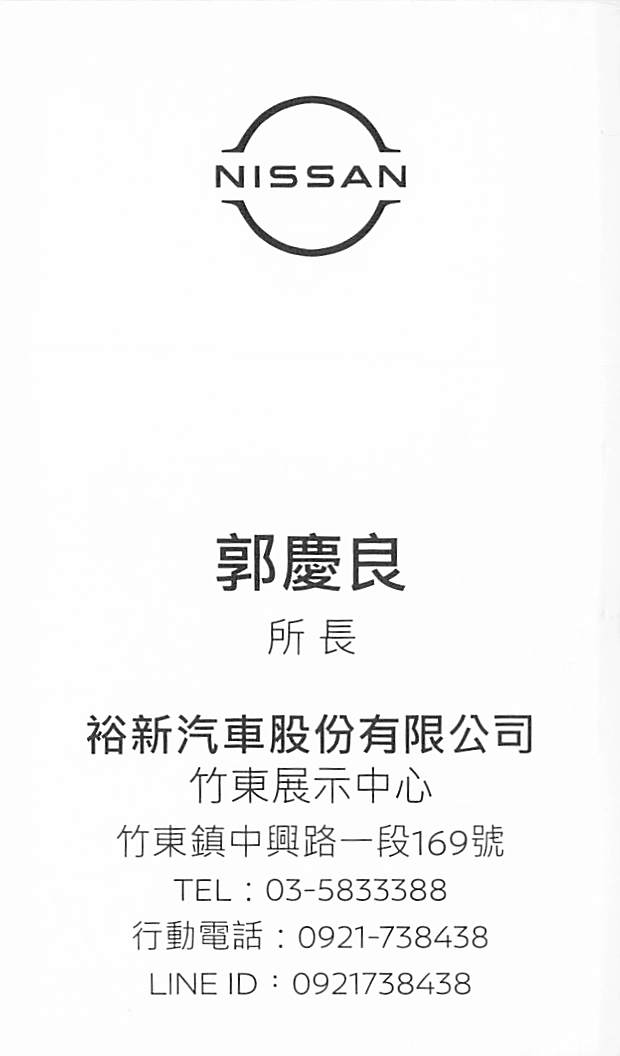 NISSAN
郭慶良
所長
裕新汽車股份有限公司
竹東展示中心
竹東鎮中興路一段169號
TEL：03-5833388
行動電話：0921-738438
LINE ID：0921738438